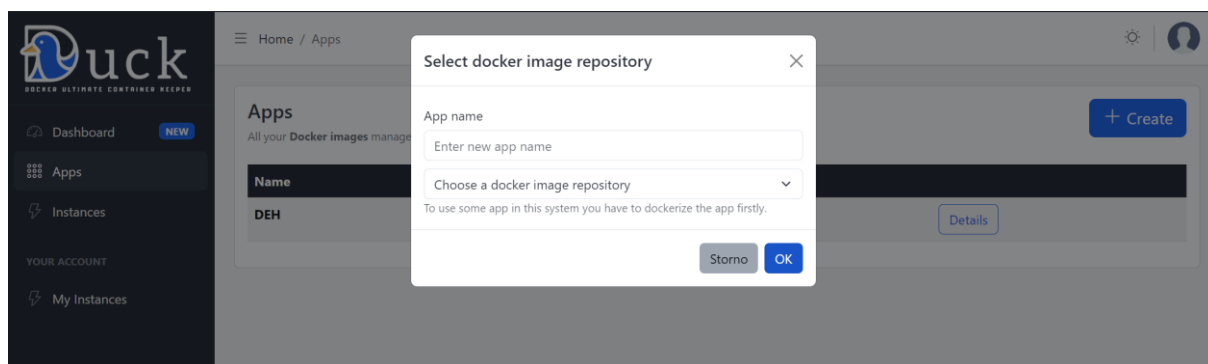 Duck
DOCKER ULTIMATE CONTAINER KEEPER
Dashboard NEW
Apps
Instances
YOUR ACCOUNT
My Instances
Home / Apps
Apps
All your Docker images manage
+ Create
Name
DEH
Details
Select docker image repository
App name
Enter new app name
Choose a docker image repository
To use some app in this system you have to dockerize the app firstly.
Storno OK